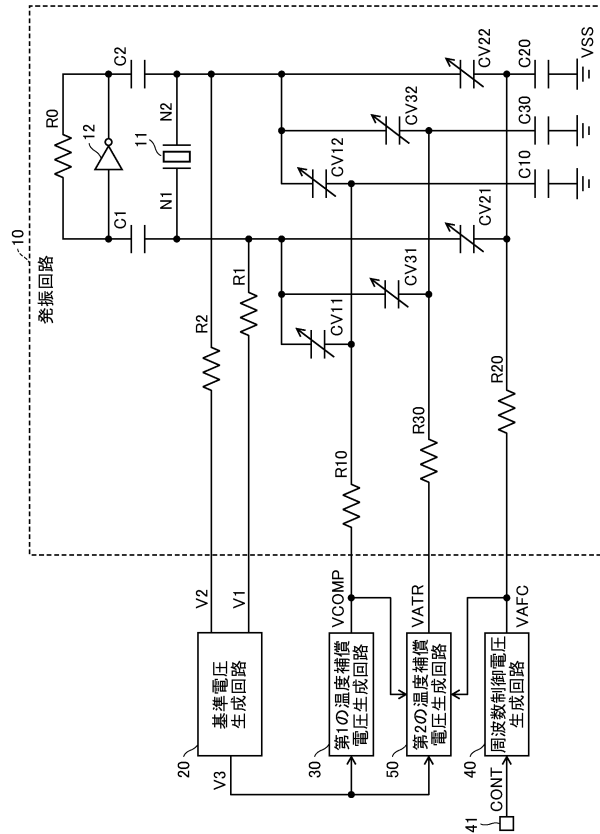 10
発振回路
R0
12
C1
C2
11
N1
N2
R2
R1
CV11
CV31
CV12
CV32
CV21
CV22
C10
C30
C20
VSS
R10
R30
R20
V2
V1
VCOMP
VATR
VAFC
基準電圧
生成回路
20
V3
第1の温度補償
電圧生成回路
30
第2の温度補償
電圧生成回路
50
周波数制御電圧
生成回路
40
CONT
41